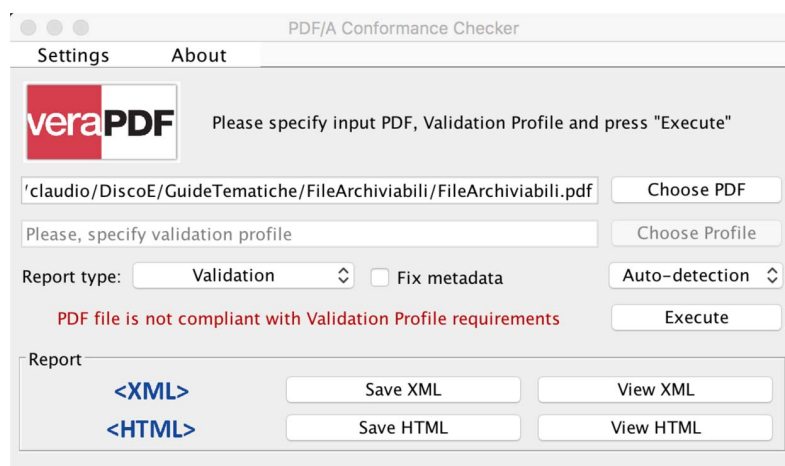 PDF/A Conformance Checker
Settings About
veraPDF Please specify input PDF, Validation Profile and press "Execute"
'claudio/DiscoE/GuideTematiche/FileArchiviabili/FileArchiviabili.pdf Choose PDF
Please, specify validation profile Choose Profile
Report type: Validation Fix metadata Auto-detection
PDF file is not compliant with Validation Profile requirements Execute
Report
<XML> Save XML View XML
<HTML> Save HTML View HTML